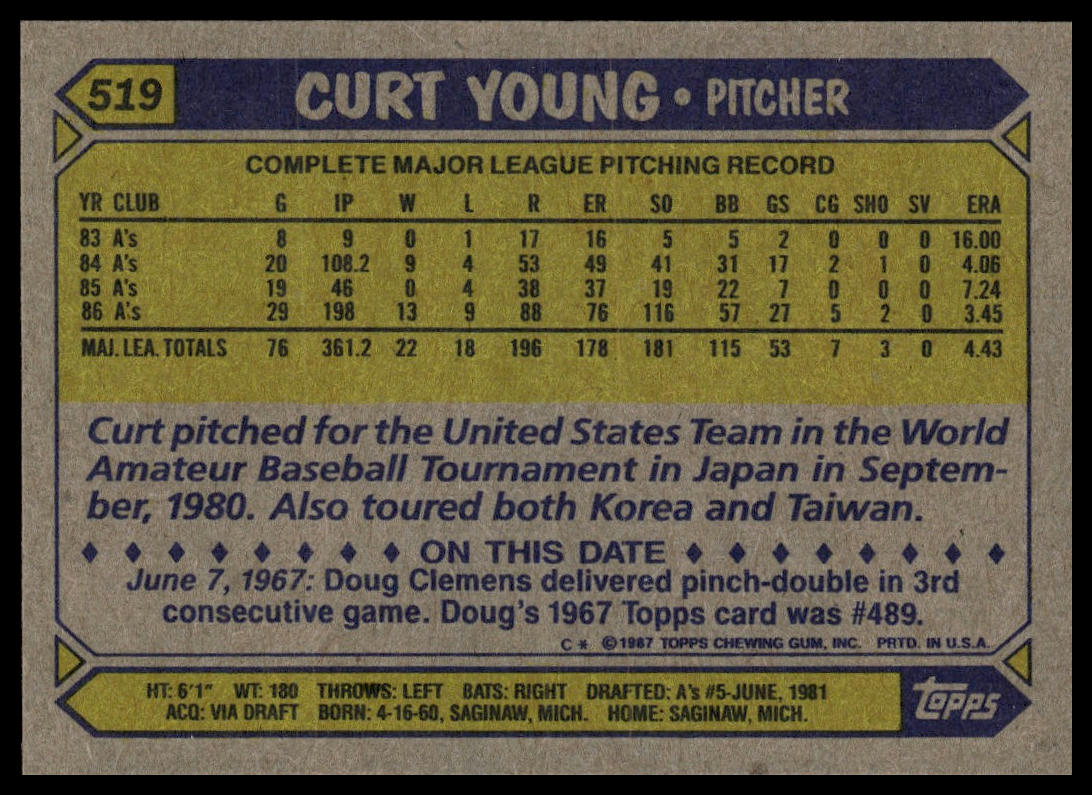 519 CURT YOUNG • PITCHER
COMPLETE MAJOR LEAGUE PITCHING RECORD
YR CLUB G IP W L R ER SO BB GS CG SHO SV ERA
83 A's 8 9 0 1 17 16 5 5 2 0 0 0 16.00
84 A's 20 108.2 9 4 53 49 41 31 17 2 1 0 4.06
85 A's 19 46 0 4 38 37 19 22 7 0 0 0 7.24
86 A's 29 198 13 9 88 76 116 57 27 5 2 0 3.45
MAJ. LEA. TOTALS 76 361.2 22 18 196 178 181 115 53 7 3 0 4.43
Curt pitched for the United States Team in the World
Amateur Baseball Tournament in Japan in Septem-
ber, 1980. Also toured both Korea and Taiwan.
♦ ♦ ♦ ♦ ♦ ♦ ♦ ♦ ON THIS DATE ♦ ♦ ♦ ♦ ♦ ♦ ♦ ♦
June 7, 1967: Doug Clemens delivered pinch-double in 3rd
consecutive game. Doug's 1967 Topps card was #489.
C * ©1987 TOPPS CHEWING GUM, INC. PRTD. IN U.S.A.
HT: 6'1" WT: 180 THROWS: LEFT BATS: RIGHT DRAFTED: A's #5-JUNE, 1981
ACQ: VIA DRAFT BORN: 4-16-60, SAGINAW, MICH. HOME: SAGINAW, MICH.
TOPPS